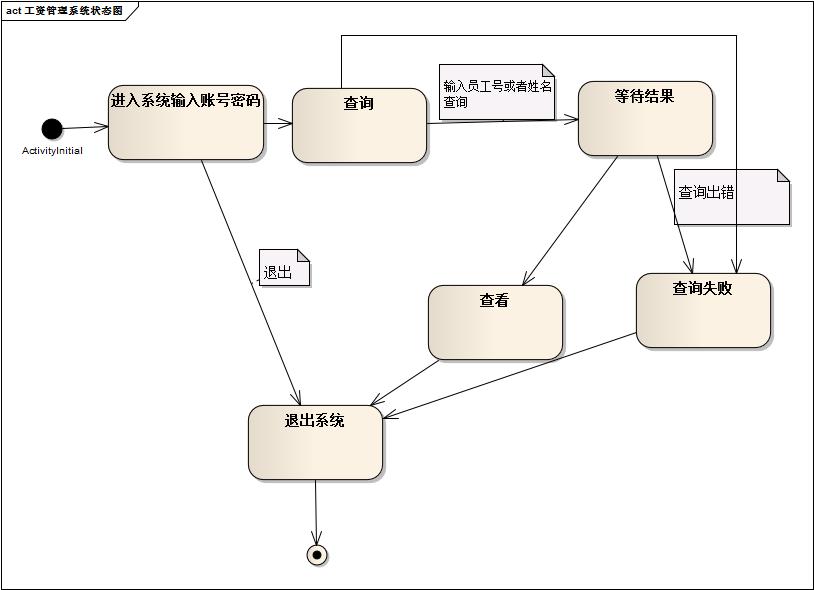 act 工资管理系统状态图
进入系统输入账号密码
查询
输入员工号或者姓名
查询
等待结果
ActivityInitial
查询出错
退出
查看
查询失败
退出系统